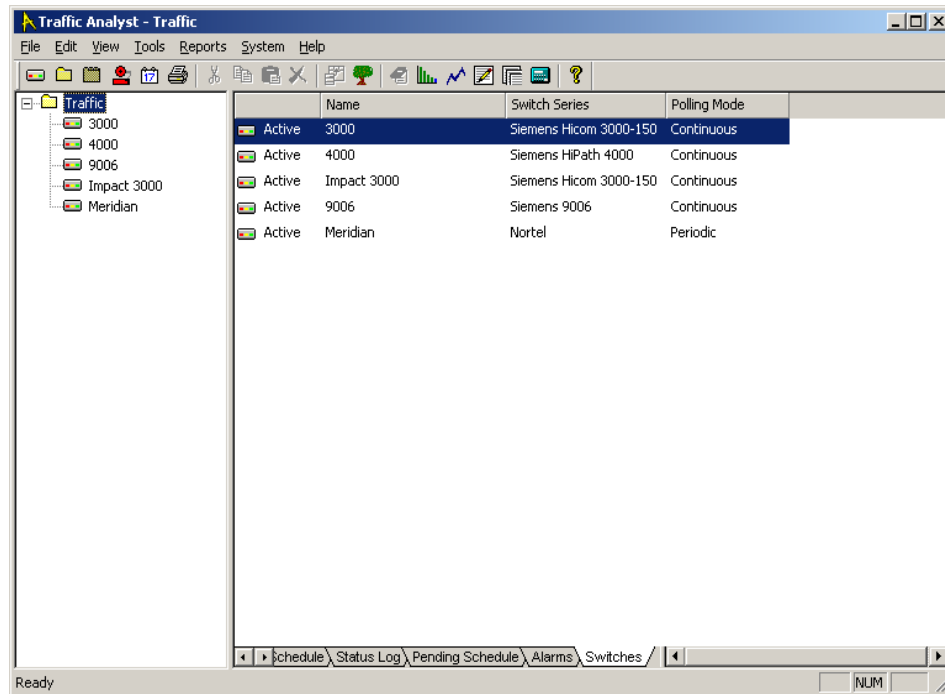 Traffic Analyst - Traffic
File Edit View Tools Reports System Help
Traffic
3000
4000
9006
Impact 3000
Meridian
Name Switch Series Polling Mode
Active 3000 Siemens Hicom 3000-150 Continuous
Active 4000 Siemens HiPath 4000 Continuous
Active Impact 3000 Siemens Hicom 3000-150 Continuous
Active 9006 Siemens 9006 Continuous
Active Meridian Nortel Periodic
Schedule Status Log Pending Schedule Alarms Switches
Ready NUM